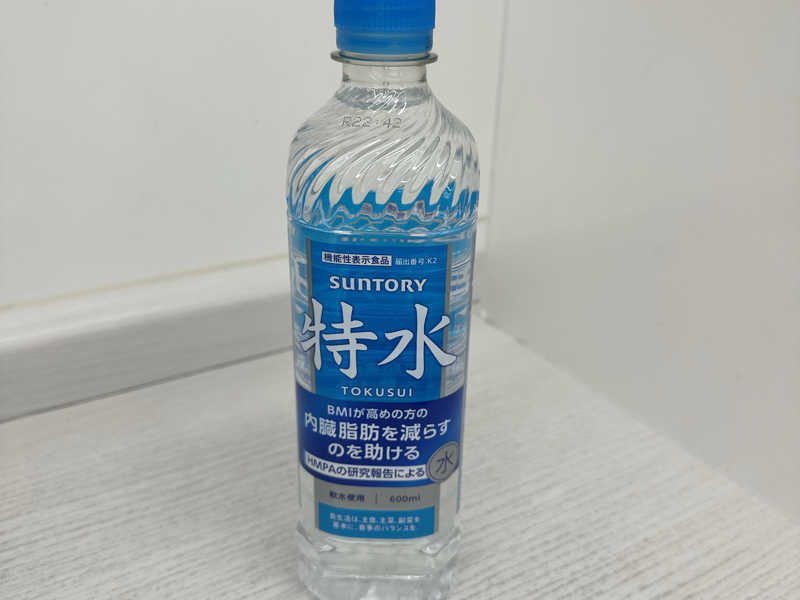 R22:42
機能性表示食品 届出番号:K2
SUNTORY
特水
TOKUSUI
BMIが高めの方の
内臓脂肪を減らす
のを助ける
HMPAの研究報告による
水
軟水使用 | 600ml
食生活は、主食、主菜、副菜を
基本に、食事のバランスを。